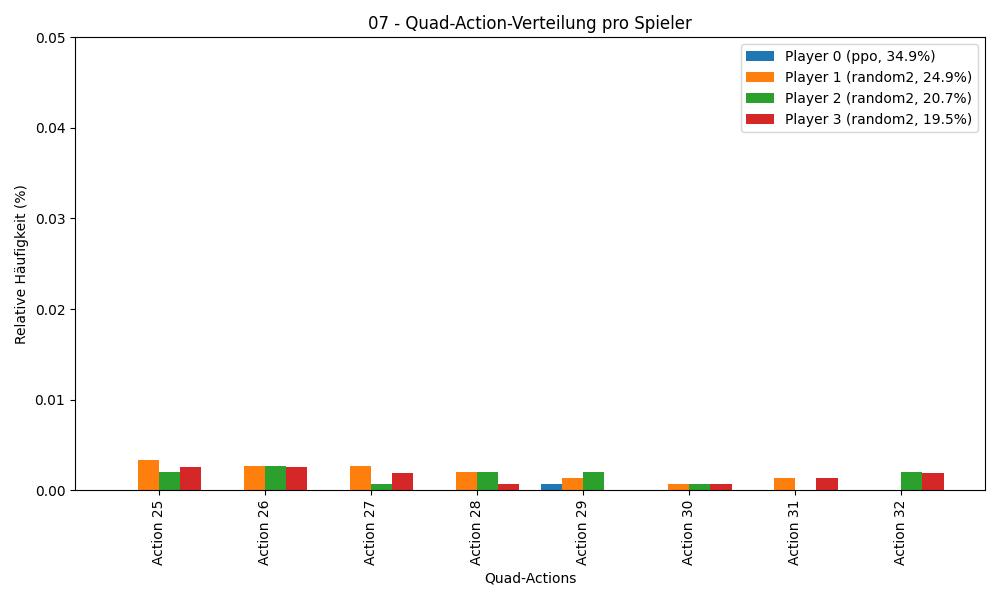 07 - Quad-Action-Verteilung pro Spieler
0.05
0.04
0.03
0.02
0.01
0.00
Relative Häufigkeit (%)
Player 0 (ppo, 34.9%)
Player 1 (random2, 24.9%)
Player 2 (random2, 20.7%)
Player 3 (random2, 19.5%)
Action 25
Action 26
Action 27
Action 28
Action 29
Action 30
Action 31
Action 32
Quad-Actions